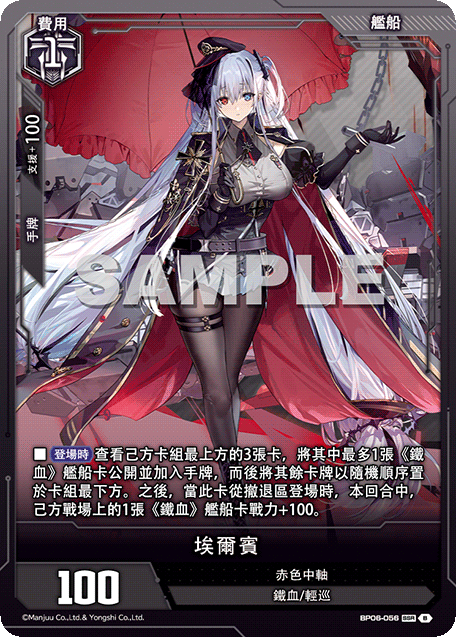 費用
艦船
1
支援+100
手牌
SAMPLE
■ 登場時 查看己方卡組最上方的3張卡，將其中最多1張《鐵
血》艦船卡公開並加入手牌，而後將其餘卡牌以隨機順序置
於卡組最下方。之後，當此卡從撤退區登場時，本回合中，
己方戰場上的1張《鐵血》艦船卡戰力+100。
埃爾賓
100
赤色中軸
鐵血/輕巡
©Manjuu Co.,Ltd. & Yongshi Co.,Ltd.
BP06-056 SSR B